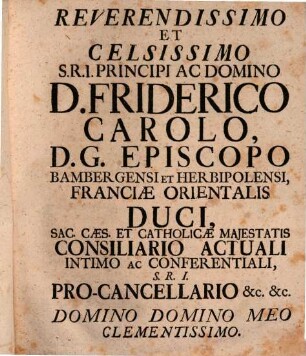 REVERENDISSIMO
ET
CELSISSIMO
S.R.I. PRINCIPI AC DOMINO
D. FRIDERICO
CAROLO,
D.G. EPISCOPO
BAMBERGENSI ET HERBIPOLENSI,
FRANCIÆ ORIENTALIS
DUCI,
SAC. CÆS. ET CATHOLICÆ MAJESTATIS
CONSILIARIO ACTUALI
INTIMO AC CONFERENTIALI,
S.R.I.
PRO-CANCELLARIO &c. &c.
DOMINO DOMINO MEO
CLEMENTISSIMO.